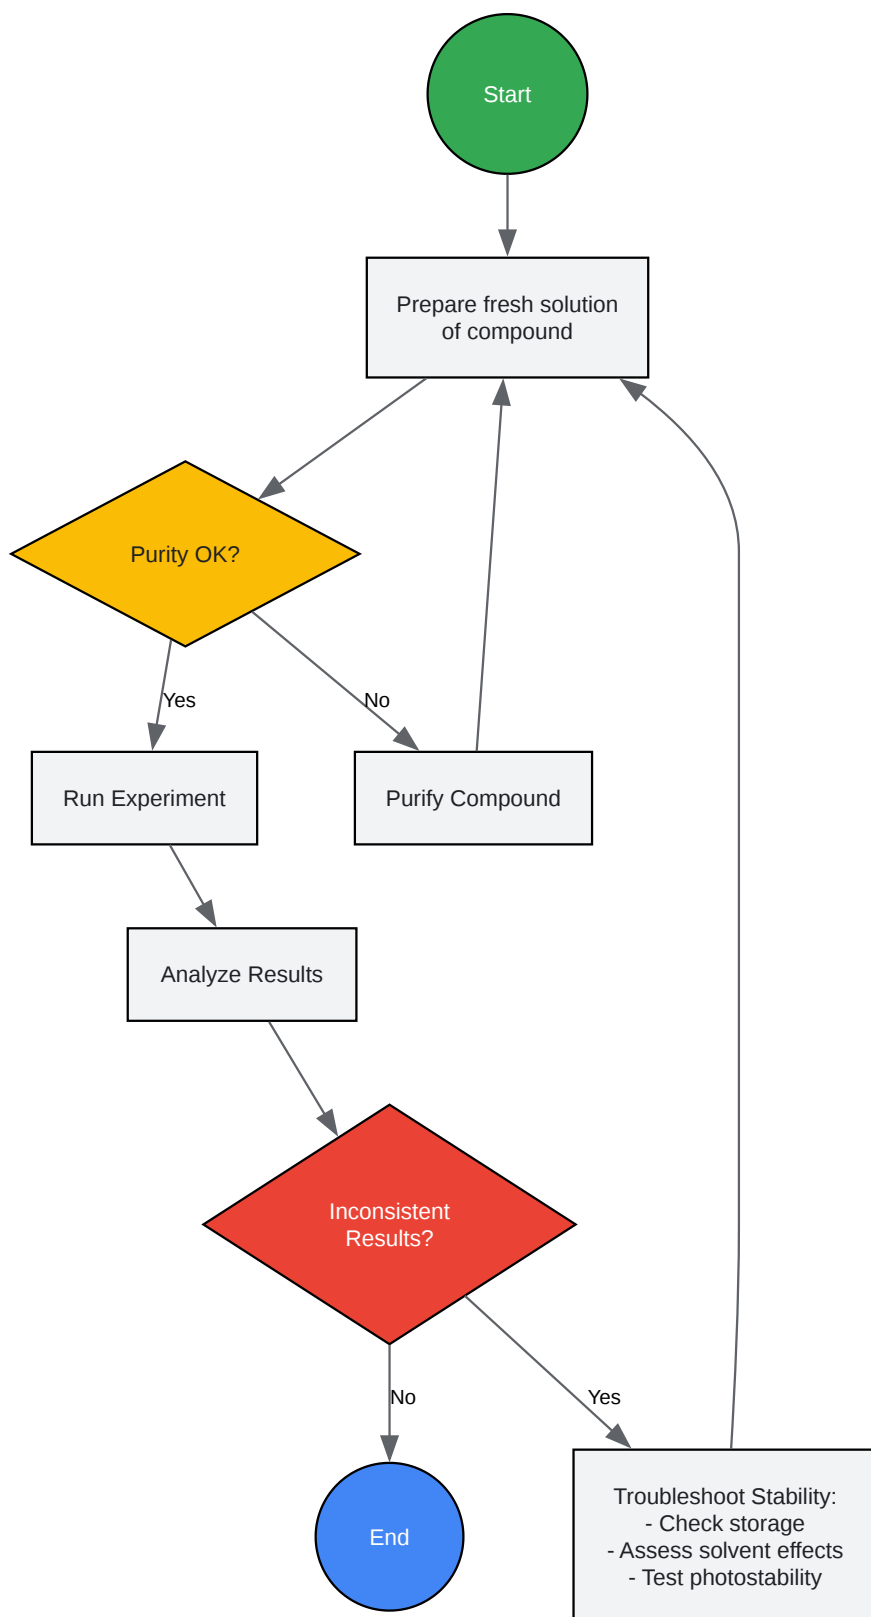 Start
Prepare fresh solution
of compound
Purity OK?
Yes
No
Run Experiment
Purify Compound
Analyze Results
Inconsistent
Results?
No
Yes
End
Troubleshoot Stability:
- Check storage
- Assess solvent effects
- Test photostability